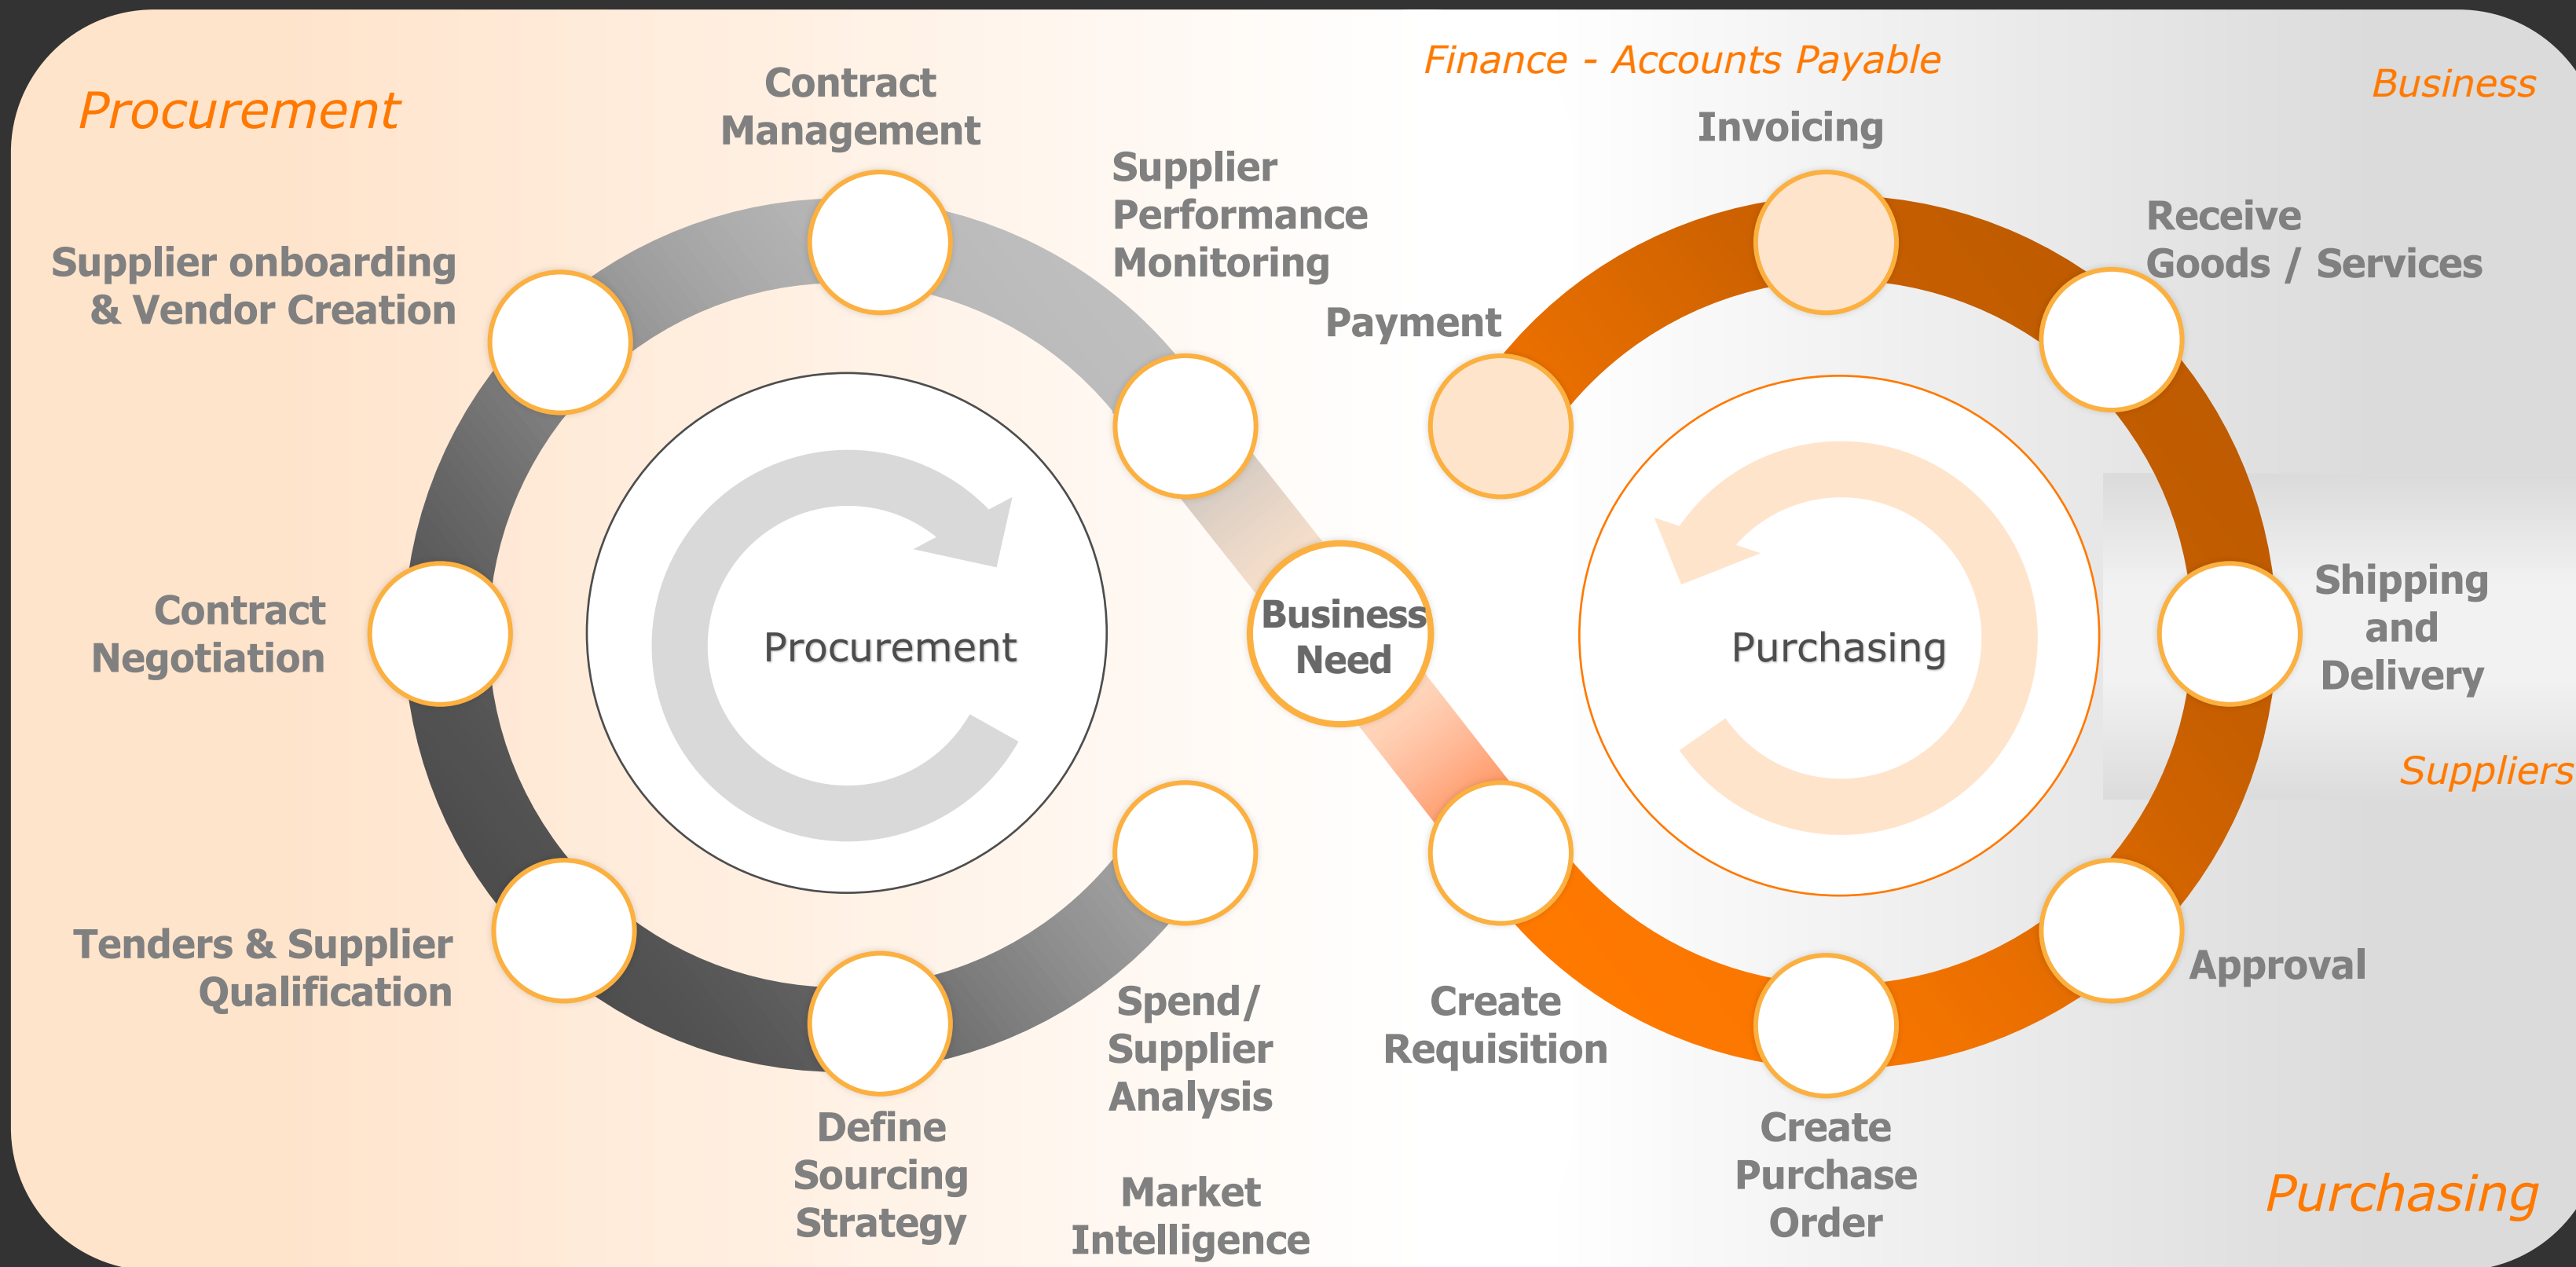 Procurement
Finance - Accounts Payable
Business
Contract
Management
Supplier
Performance
Monitoring
Invoicing
Receive
Goods / Services
Supplier onboarding
& Vendor Creation
Payment
Contract
Negotiation
Procurement
Business
Need
Purchasing
Shipping
and
Delivery
Suppliers
Tenders & Supplier
Qualification
Approval
Spend/
Supplier
Analysis
Market
Intelligence
Create
Requisition
Define
Sourcing
Strategy
Create
Purchase
Order
Purchasing